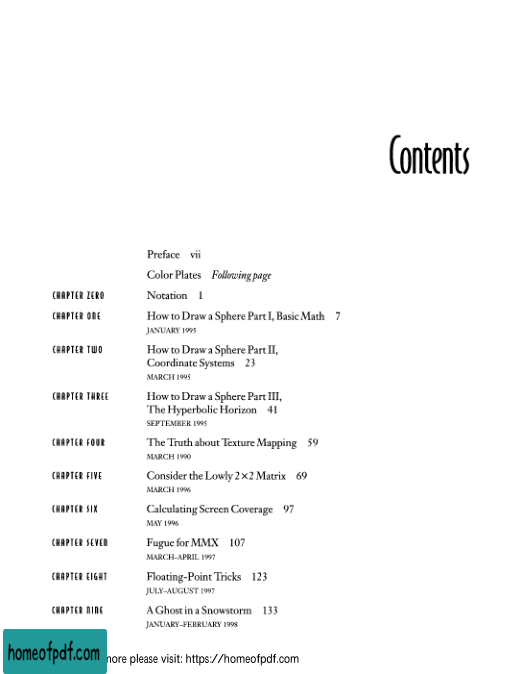 Contents
Preface vii
Color Plates Following page
CHAPTER ZERO Notation 1
CHAPTER ONE How to Draw a Sphere Part I, Basic Math 7
JANUARY 1995
CHAPTER TWO How to Draw a Sphere Part II,
Coordinate Systems 23
MARCH 1995
CHAPTER THREE How to Draw a Sphere Part III,
The Hyperbolic Horizon 41
SEPTEMBER 1995
CHAPTER FOUR The Truth about Texture Mapping 59
MARCH 1990
CHAPTER FIVE Consider the Lowly 2×2 Matrix 69
MARCH 1996
CHAPTER SIX Calculating Screen Coverage 97
MAY 1996
CHAPTER SEVEN Fugue for MMX 107
MARCH–APRIL 1997
CHAPTER EIGHT Floating-Point Tricks 123
JULY–AUGUST 1997
CHAPTER NINE A Ghost in a Snowstorm 133
JANUARY–FEBRUARY 1998
homeofpdf.com more please visit: https://homeofpdf.com